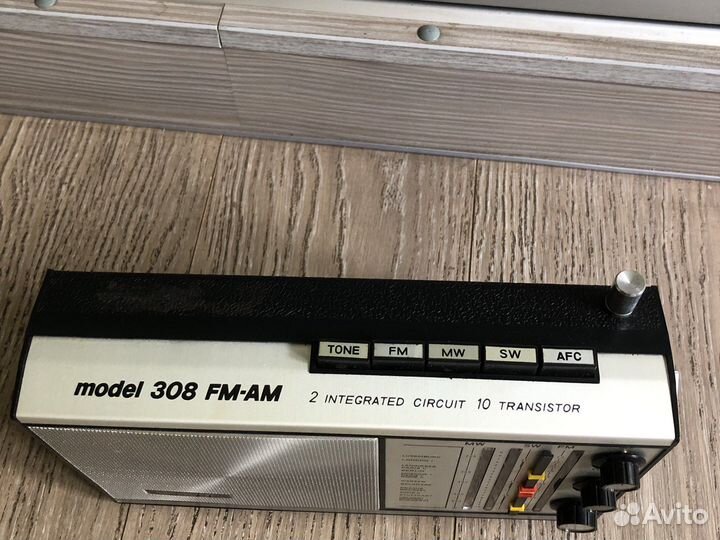 TONE FM MW SW AFC
model 308 FM-AM 2 INTEGRATED CIRCUIT 10 TRANSISTOR
MW SW FM
Avito